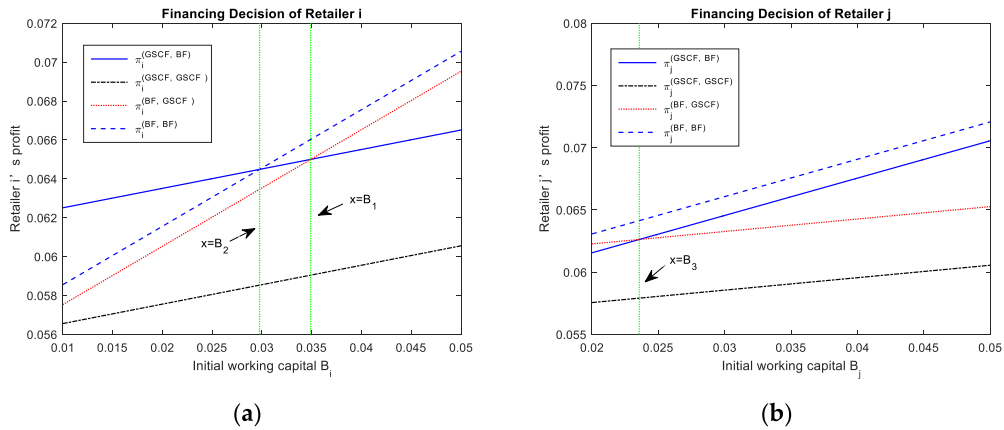 Financing Decision of Retailer i
0.072
0.07
0.068
0.066
0.064
0.062
0.06
0.058
0.056
Retailer i’ s profit
π_i^(GSCF, BF)
π_i^(GSCF, GSCF )
π_i^(BF, GSCF )
π_i^(BF, BF)
x=B_1
x=B_2
0.01 0.015 0.02 0.025 0.03 0.035 0.04 0.045 0.05
Initial working capital B_i
(a)
Financing Decision of Retailer j
0.08
0.075
0.07
0.065
0.06
0.055
Retailer j’ s profit
π_j^(GSCF, BF)
π_j^(GSCF, GSCF)
π_j^(BF, GSCF)
π_j^(BF, BF)
x=B_3
0.02 0.025 0.03 0.035 0.04 0.045 0.05
Initial working capital B_j
(b)